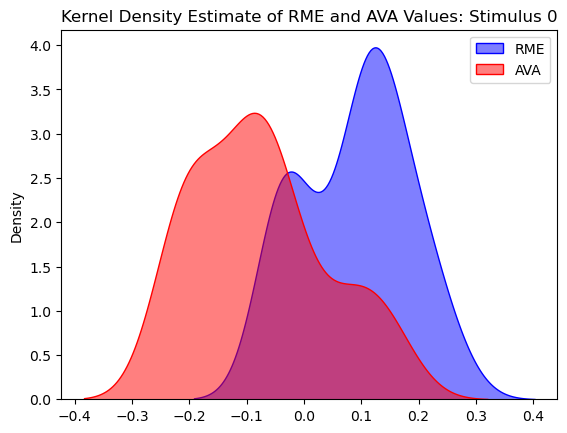 Kernel Density Estimate of RME and AVA Values: Stimulus 0
RME
AVA
Density
4.0
3.5
3.0
2.5
2.0
1.5
1.0
0.5
0.0
−0.4 −0.3 −0.2 −0.1 0.0 0.1 0.2 0.3 0.4